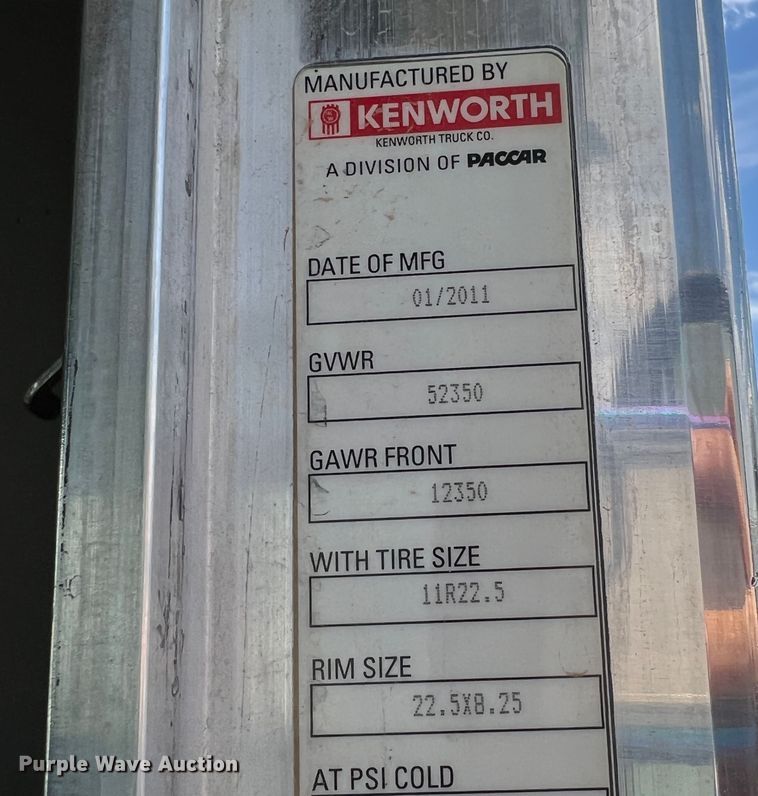 MANUFACTURED BY
KENWORTH
KENWORTH TRUCK CO.
A DIVISION OF PACCAR
DATE OF MFG
01/2011
GVWR
52350
GAWR FRONT
12350
WITH TIRE SIZE
11R22.5
RIM SIZE
22.5X8.25
AT PSI COLD
Purple Wave Auction